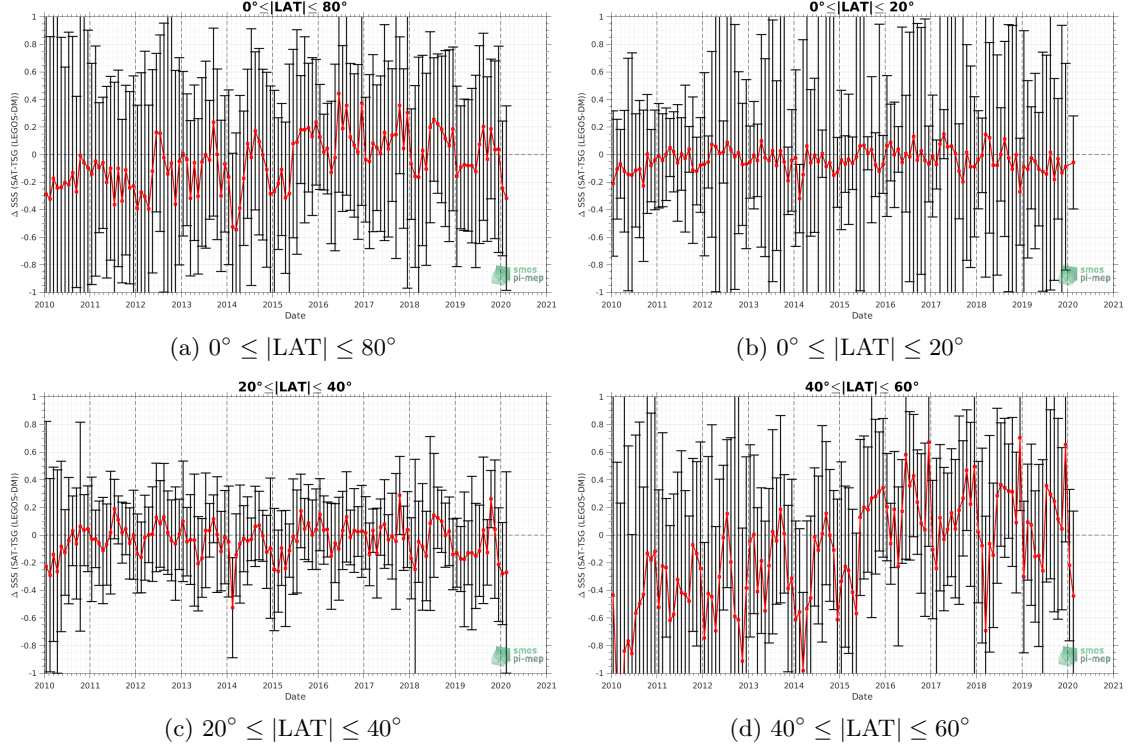 0°≤|LAT|≤ 80°
Δ SSS (SAT-TSG (LEGOS-DM))
1
0.8
0.6
0.4
0.2
0
-0.2
-0.4
-0.6
-0.8
-1
2010 2011 2012 2013 2014 2015 2016 2017 2018 2019 2020 2021
Date
smos
pi-mep
(a) 0° ≤ |LAT| ≤ 80°
0°≤|LAT|≤ 20°
Δ SSS (SAT-TSG (LEGOS-DM))
1
0.8
0.6
0.4
0.2
0
-0.2
-0.4
-0.6
-0.8
-1
2010 2011 2012 2013 2014 2015 2016 2017 2018 2019 2020 2021
Date
smos
pi-mep
(b) 0° ≤ |LAT| ≤ 20°
20°≤|LAT|≤ 40°
Δ SSS (SAT-TSG (LEGOS-DM))
1
0.8
0.6
0.4
0.2
0
-0.2
-0.4
-0.6
-0.8
-1
2010 2011 2012 2013 2014 2015 2016 2017 2018 2019 2020 2021
Date
smos
pi-mep
(c) 20° ≤ |LAT| ≤ 40°
40°≤|LAT|≤ 60°
Δ SSS (SAT-TSG (LEGOS-DM))
1
0.8
0.6
0.4
0.2
0
-0.2
-0.4
-0.6
-0.8
-1
2010 2011 2012 2013 2014 2015 2016 2017 2018 2019 2020 2021
Date
smos
pi-mep
(d) 40° ≤ |LAT| ≤ 60°